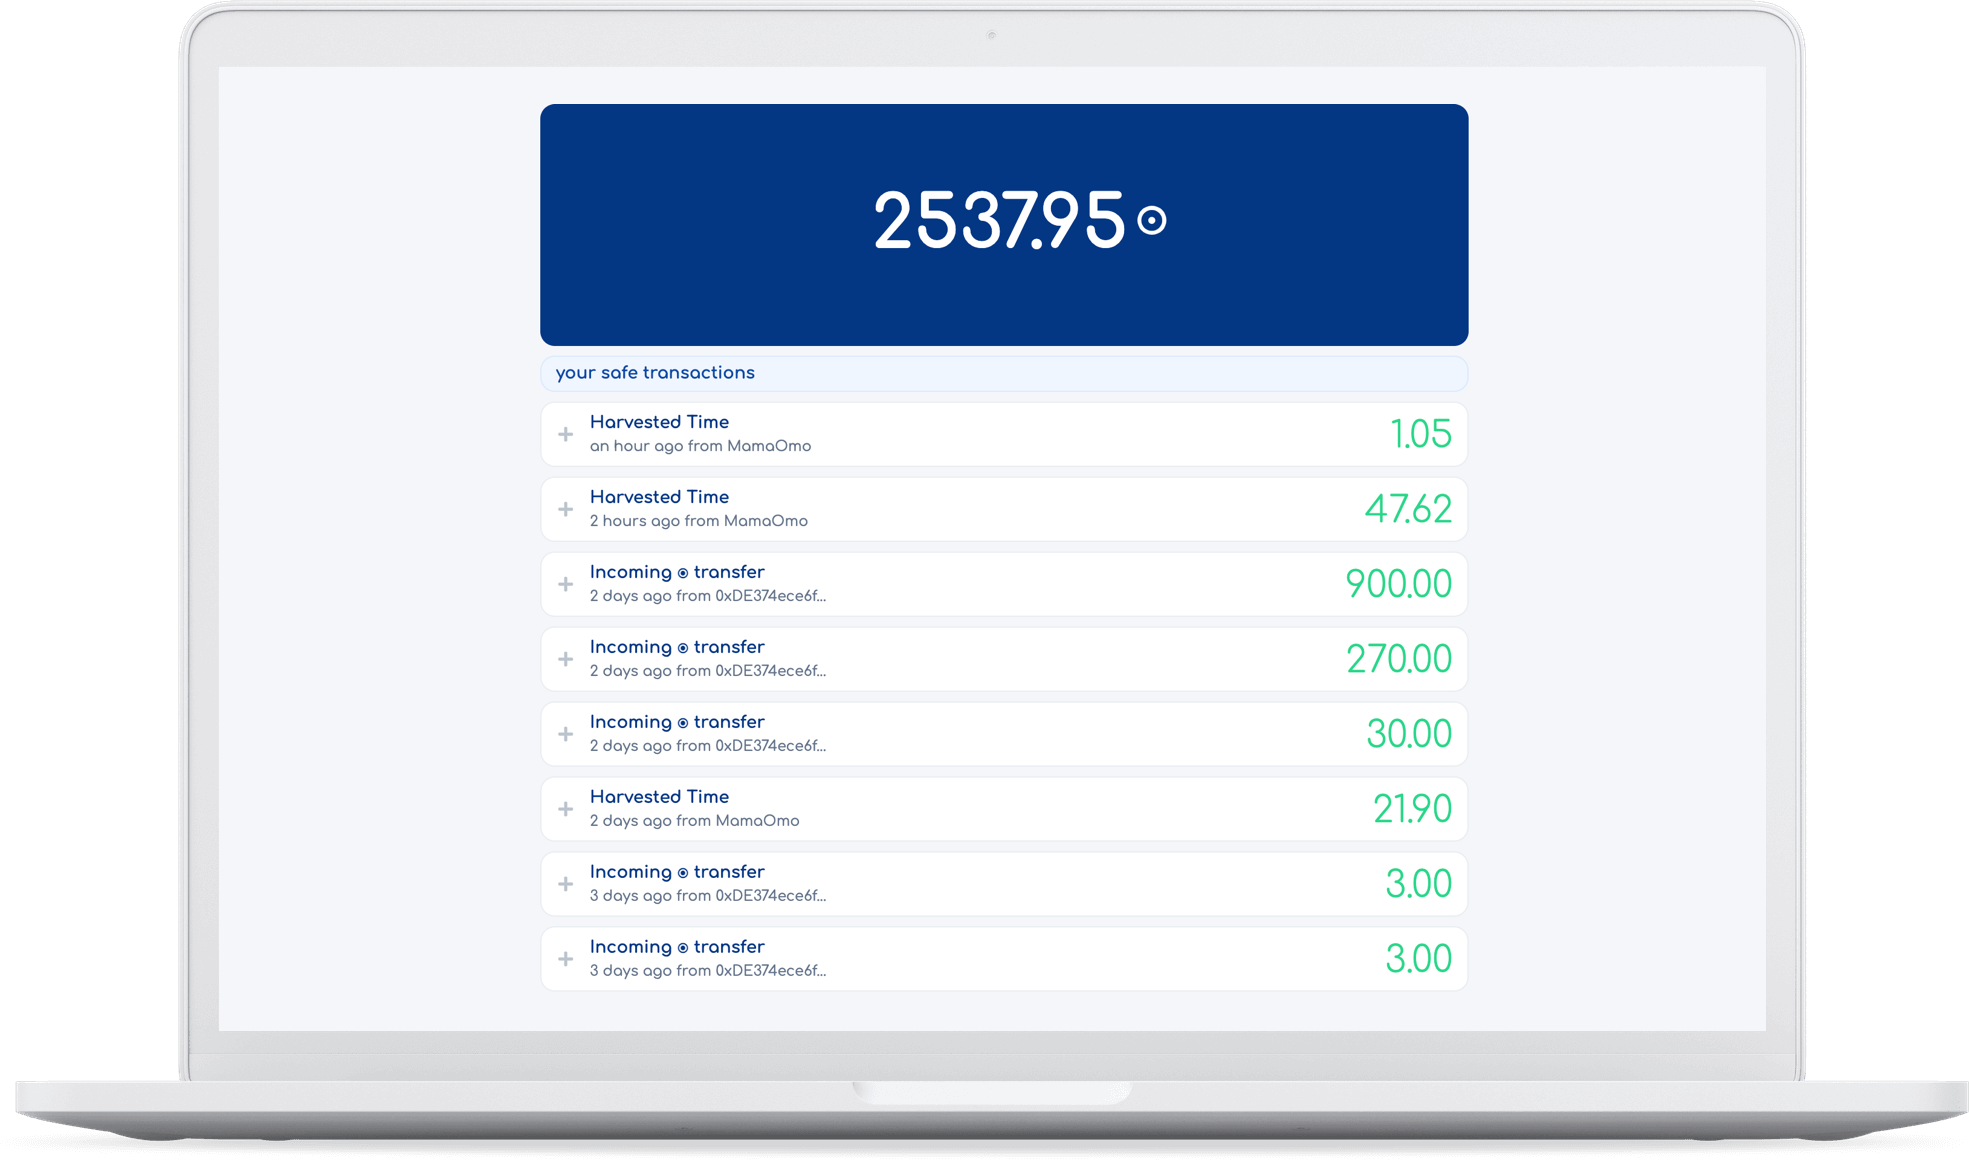 2537.95⦿
your safe transactions
Harvested Time
an hour ago from MamaOmo
1.05
Harvested Time
2 hours ago from MamaOmo
47.62
Incoming ⦿ transfer
2 days ago from 0xDE374ece6f...
900.00
Incoming ⦿ transfer
2 days ago from 0xDE374ece6f...
270.00
Incoming ⦿ transfer
2 days ago from 0xDE374ece6f...
30.00
Harvested Time
2 days ago from MamaOmo
21.90
Incoming ⦿ transfer
3 days ago from 0xDE374ece6f...
3.00
Incoming ⦿ transfer
3 days ago from 0xDE374ece6f...
3.00